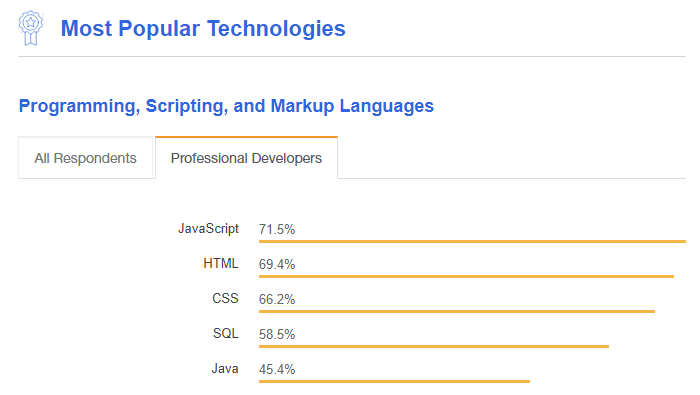 Most Popular Technologies
Programming, Scripting, and Markup Languages
All Respondents Professional Developers
JavaScript 71.5%
HTML 69.4%
CSS 66.2%
SQL 58.5%
Java 45.4%